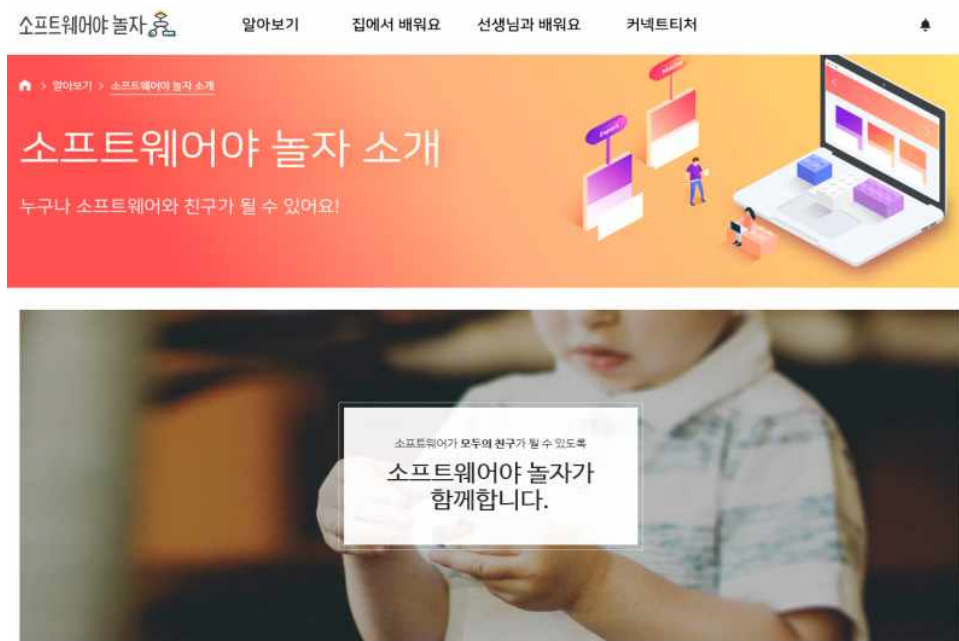 소프트웨어야 놀자
알아보기
집에서 배워요
선생님과 배워요
커넥트티처
> 알아보기 > 소프트웨어야 놀자 소개
소프트웨어야 놀자 소개
누구나 소프트웨어와 친구가 될 수 있어요!
소프트웨어가 모두의 친구가 될 수 있도록
소프트웨어야 놀자가
함께합니다.